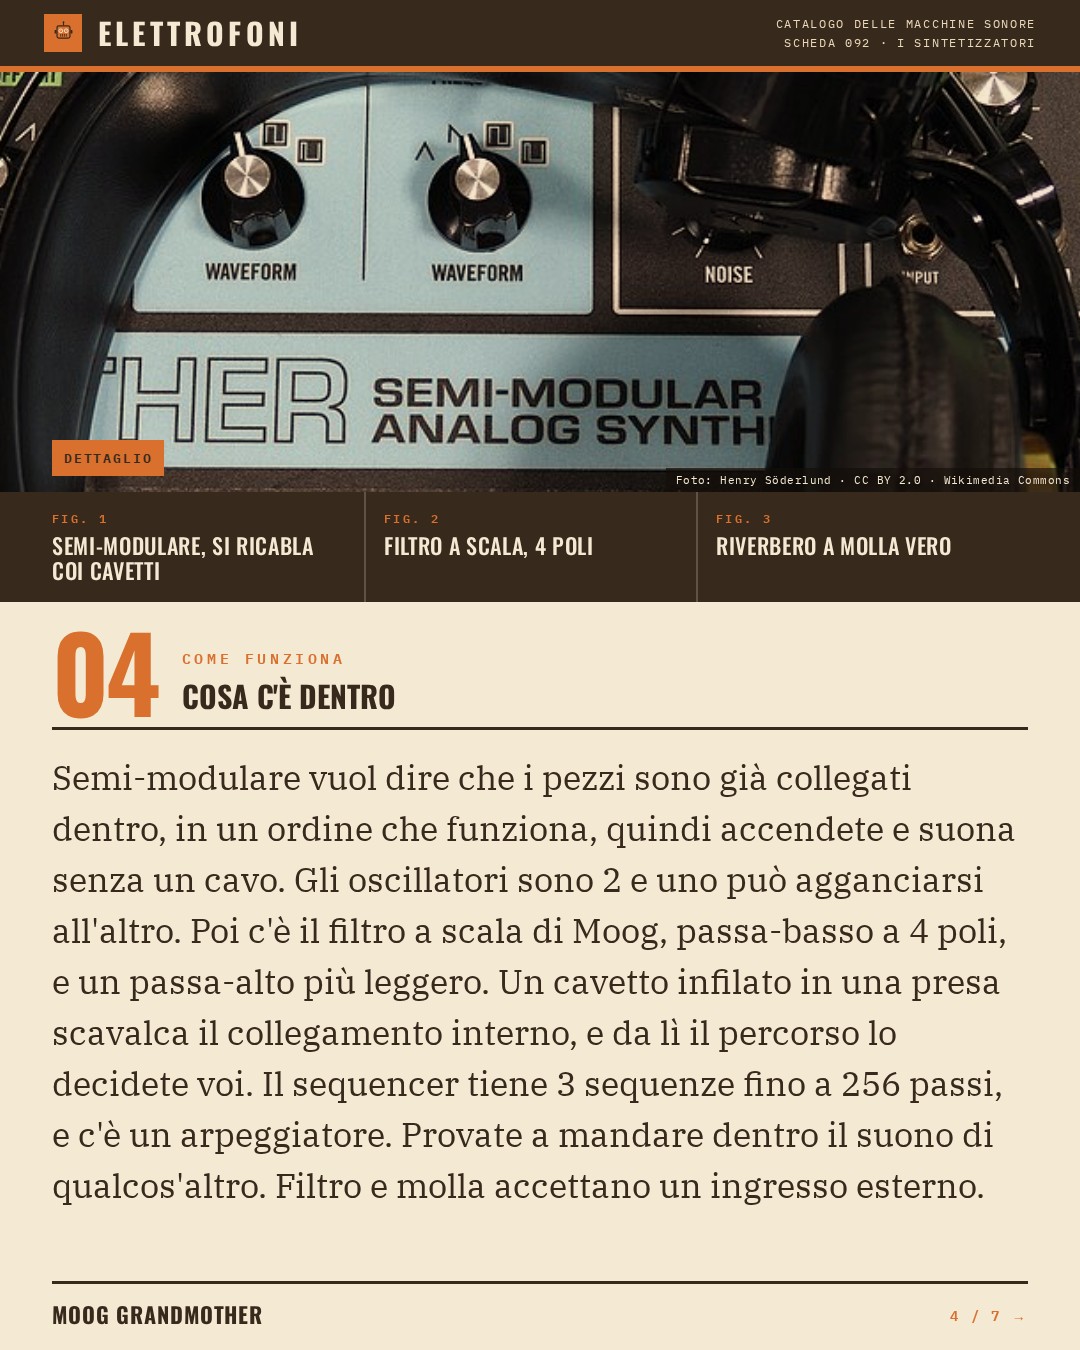 ELETTROFONI
CATALOGO DELLE MACCHINE SONORE
SCHEDA 092 · I SINTETIZZATORI
WAVEFORM
WAVEFORM
NOISE
HER SEMI-MODULAR
ANALOG SYNTH
DETTAGLIO
Foto: Henry Söderlund · CC BY 2.0 · Wikimedia Commons
FIG. 1
SEMI-MODULARE, SI RICABLA
COI CAVETTI
FIG. 2
FILTRO A SCALA, 4 POLI
FIG. 3
RIVERBERO A MOLLA VERO
04
COME FUNZIONA
COSA C'È DENTRO
Semi-modulare vuol dire che i pezzi sono già collegati
dentro, in un ordine che funziona, quindi accendete e suona
senza un cavo. Gli oscillatori sono 2 e uno può agganciarsi
all'altro. Poi c'è il filtro a scala di Moog, passa-basso a 4 poli,
e un passa-alto più leggero. Un cavetto infilato in una presa
scavalca il collegamento interno, e da lì il percorso lo
decidete voi. Il sequencer tiene 3 sequenze fino a 256 passi,
e c'è un arpeggiatore. Provate a mandare dentro il suono di
qualcos'altro. Filtro e molla accettano un ingresso esterno.
MOOG GRANDMOTHER
4 / 7 →